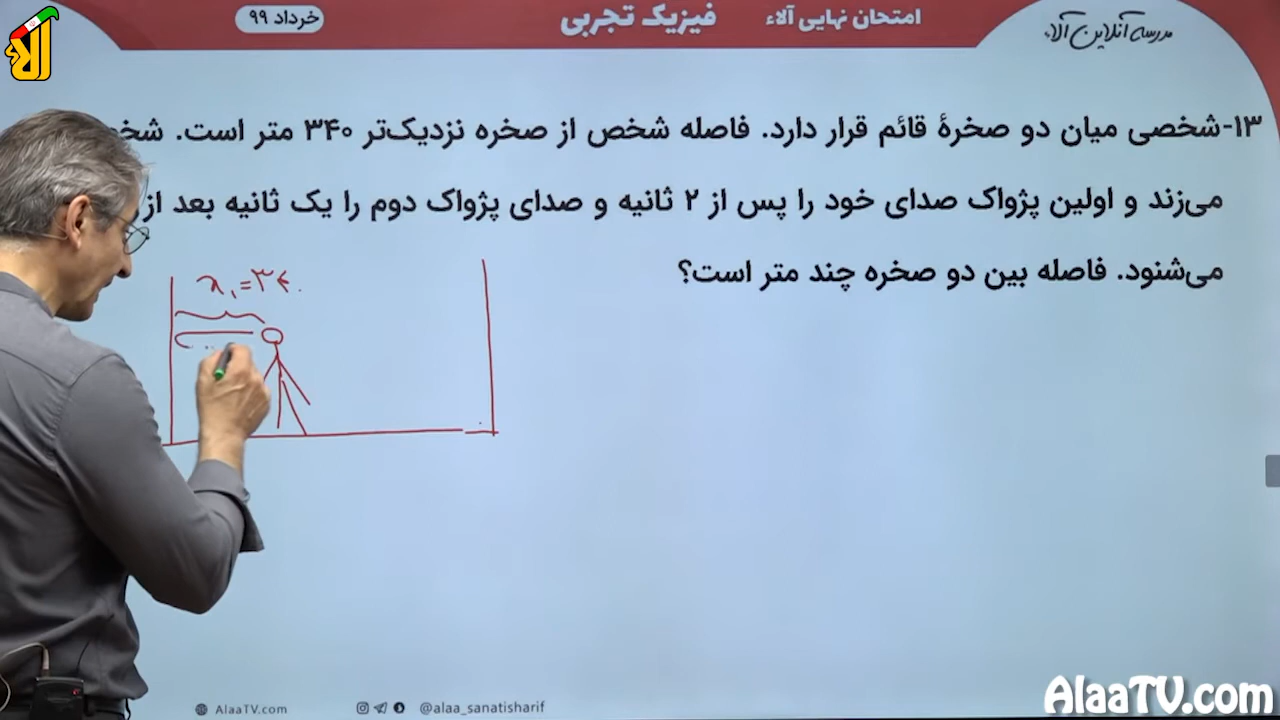 آلاء
خرداد ۹۹
فیزیک تجربی
امتحان نهایی آلاء
مدرسه آنلاین آلاء
۱۳-شخصی میان دو صخرهٔ قائم قرار دارد. فاصله شخص از صخره نزدیک‌تر ۳۴۰ متر است.
می‌زند و اولین پژواک صدای خود را پس از ۲ ثانیه و صدای پژواک دوم را یک ثانیه بعد از
می‌شنود. فاصله بین دو صخره چند متر است؟
x₁=۳۴۰
AlaaTV.com
@alaa_sanatisharif
AlaaTV.com